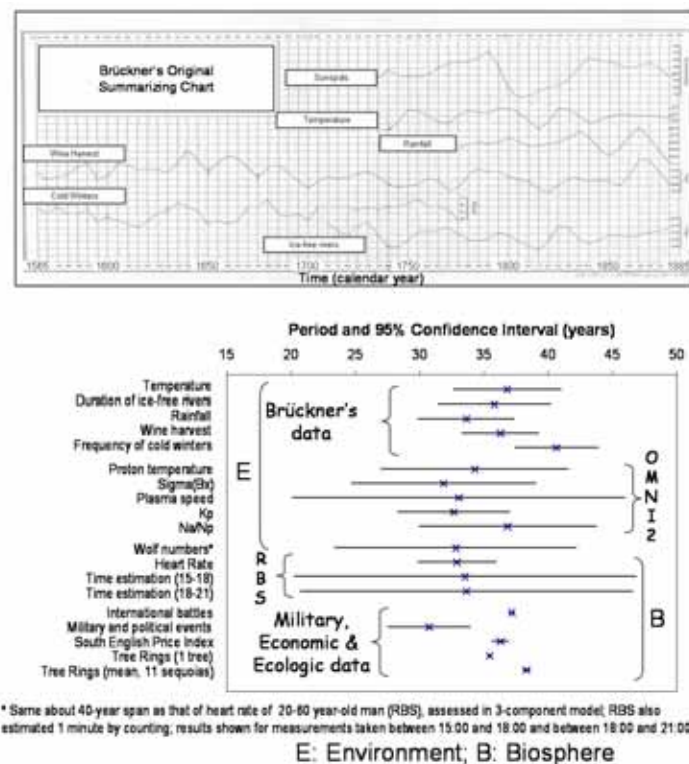 Brückner's Original
Summarizing Chart
Sunspots
Temperature
Rainfall
Wine Harvest
Cold Winters
Ice-free rivers
1565 1600 1650 1700 1750 1800 1850 1885
Time (calendar year)
Period and 95% Confidence Interval (years)
15 20 25 30 35 40 45 50
Temperature
Duration of ice-free rivers
Rainfall
Wine harvest
Frequency of cold winters
Brückner's
data
E
Proton temperature
Sigma(Bx)
Plasma speed
Kp
Na/Np
OMNI2
Wolf numbers*
Heart Rate
Time estimation (15-18)
Time estimation (18-21)
RBS
B
International battles
Military and political events
South English Price Index
Tree Rings (1 tree)
Tree Rings (mean, 11 sequoias)
Military,
Economic &
Ecologic data
* Same about 40-year span as that of heart rate of 20-60 year-old man (RBS), assessed in 3-component model; RBS also
estimated 1 minute by counting; results shown for measurements taken between 15:00 and 18:00 and between 18:00 and 21:00
E: Environment; B: Biosphere